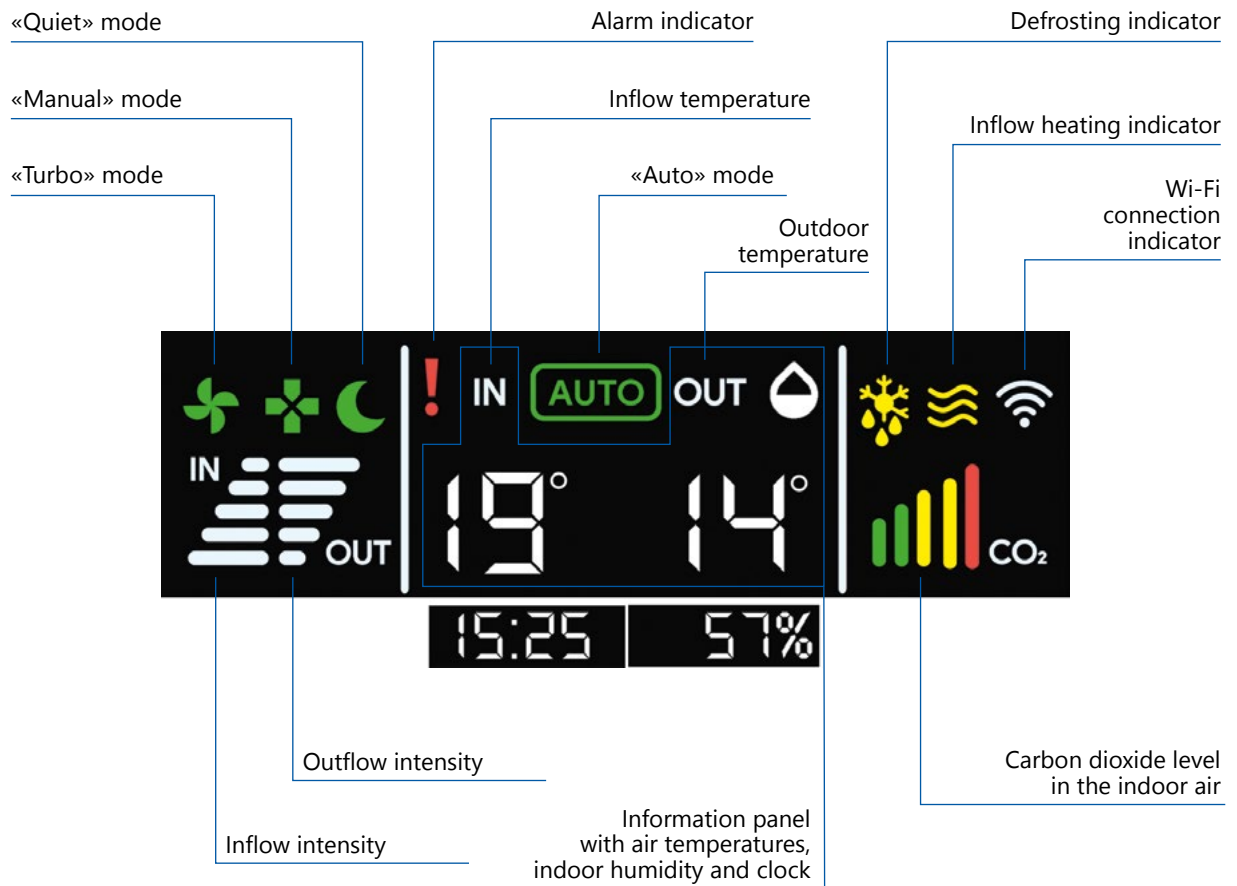 «Quiet» mode
Alarm indicator
Defrosting indicator
«Manual» mode
Inflow temperature
Inflow heating indicator
«Turbo» mode
«Auto» mode
Wi-Fi
connection
indicator
Outdoor
temperature
IN
AUTO
OUT
IN
OUT
19°
14°
CO₂
15:25
57%
Outflow intensity
Carbon dioxide level
in the indoor air
Inflow intensity
Information panel
with air temperatures,
indoor humidity and clock